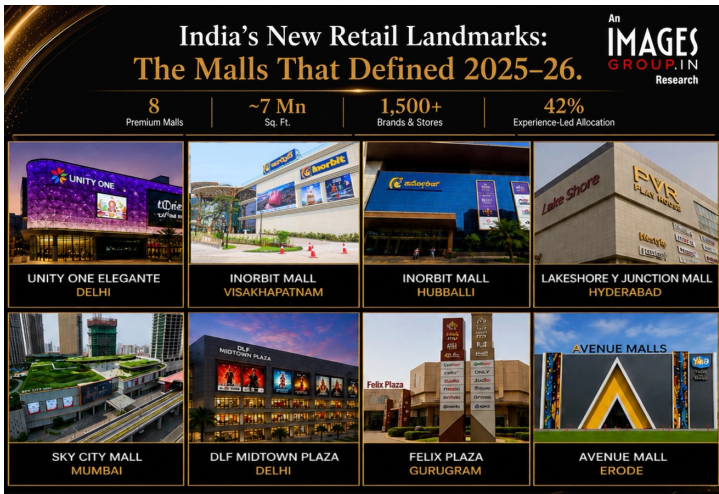 India's New Retail Landmarks:
The Malls That Defined 2025–26.
An
IMAGES
GROUP.IN
Research
8
Premium Malls
~7 Mn
Sq. Ft.
1,500+
Brands & Stores
42%
Experience-Led Allocation
UNITY ONE
UNITY ONE ELEGANTE
DELHI
Inorbit
INORBIT MALL
VISAKHAPATNAM
INORBIT MALL
HUBBALLI
Lake Shore
PVR
PLAY HOUSE
lifestyle
LAKESHORE Y JUNCTION MALL
HYDERABAD
SKY CITY MALL
MUMBAI
DLF
MIDTOWN PLAZA
DLF MIDTOWN PLAZA
DELHI
Felix Plaza
ONLY
FELIX PLAZA
GURUGRAM
AVENUE MALLS
AVENUE MALL
ERODE